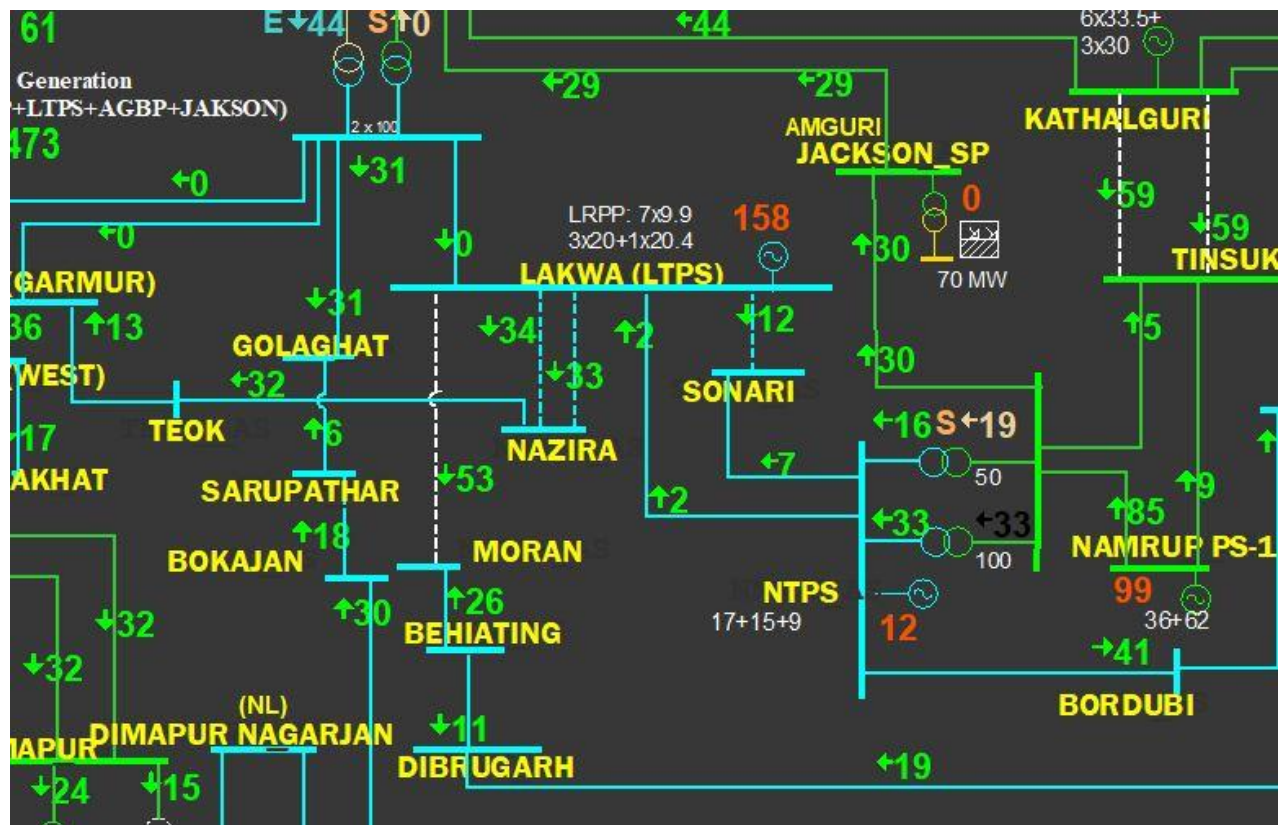 61
E ↓44 S ↑0
←44
6x33.5+
3x30
Generation
+LTPS+AGBP+JAKSON)
473
←29
←29
2 x 100
↓31
AMGURI
JACKSON_SP
KATHALGURI
←0
←0
↓0
LRPP: 7x9.9
3x20+1x20.4
158
0
↑30
70 MW
↓59
↓59
TINSUK
LAKWA (LTPS)
(GARMUR)
36
↑13
↓31
↓34
↓33
↑2
↓12
↑5
GOLAGHAT
(WEST)
←32
↑30
SONARI
TEOK
↑6
NAZIRA
←16 S ←19
50
17
AKHAT
SARUPATHAR
↓53
←7
↑2
↑9
↑18
←33
←33
100
↑85
NAMRUP PS-1
BOKAJAN
MORAN
NTPS
17+15+9
12
99
36+62
↓32
↑30
↑26
BEHIATING
↓32
→41
BORDUBI
(NL)
MAPUR
DIMAPUR NAGARJAN
↓11
DIBRUGARH
←19
↓24
↓15